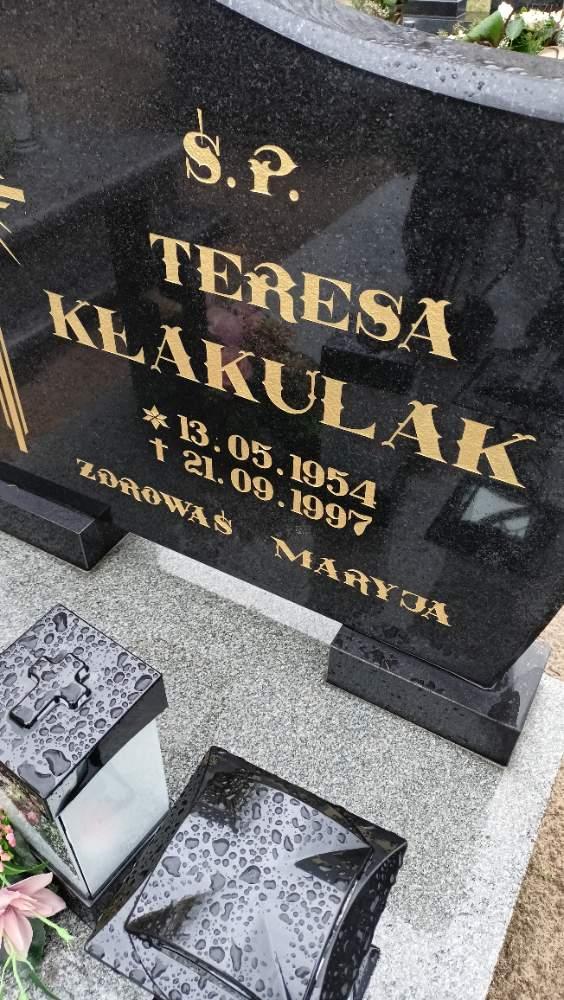 Ś.P.
TERESA
KŁAKULAK
* 13.05.1954
† 21.09.1997
ZDROWAŚ MARYJA